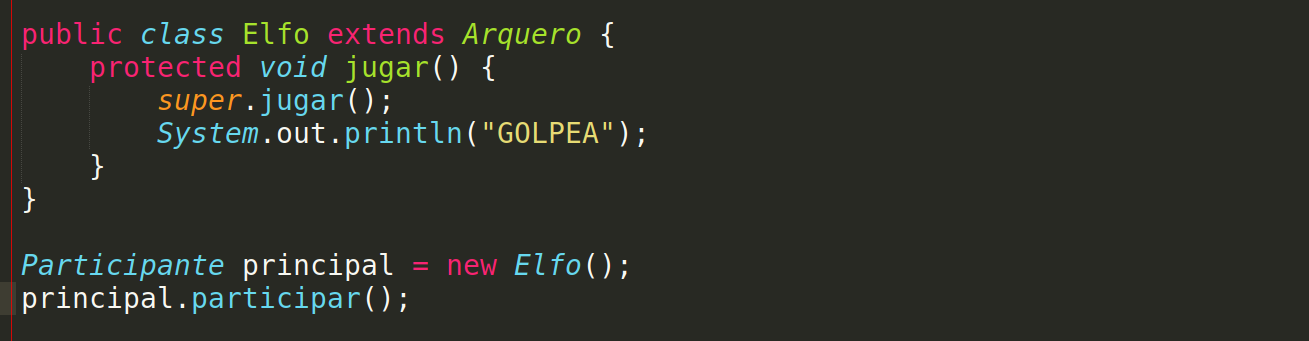 public class Elfo extends Arquero {
    protected void jugar() {
        super.jugar();
        System.out.println("GOLPEA");
    }
}

Participante principal = new Elfo();
principal.participar();